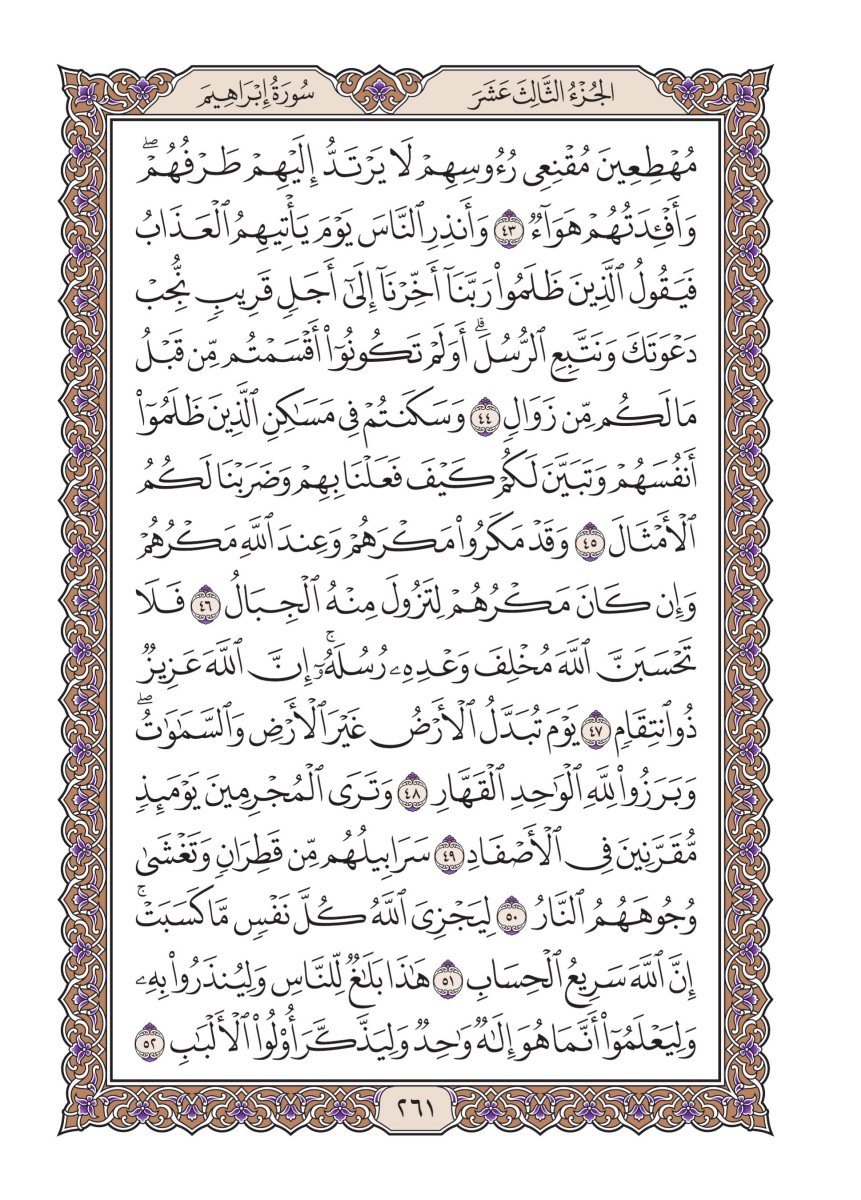 الجُزْءُ الثَّالِثَ عَشَرَ
سُورَةُ إِبْرَاهِيمَ
مُهۡطِعِينَ مُقۡنِعِي رُءُوسِهِمۡ لَا يَرۡتَدُّ إِلَيۡهِمۡ طَرۡفُهُمۡۖ
وَأَفۡـِٔدَتُهُمۡ هَوَآءٞ ٤٣ وَأَنذِرِ ٱلنَّاسَ يَوۡمَ يَأۡتِيهِمُ ٱلۡعَذَابُ
فَيَقُولُ ٱلَّذِينَ ظَلَمُواْ رَبَّنَآ أَخِّرۡنَآ إِلَىٰٓ أَجَلٖ قَرِيبٖ نُّجِبۡ
دَعۡوَتَكَ وَنَتَّبِعِ ٱلرُّسُلَۗ أَوَلَمۡ تَكُونُوٓاْ أَقۡسَمۡتُم مِّن قَبۡلُ
مَا لَكُم مِّن زَوَالٖ ٤٤ وَسَكَنتُمۡ فِي مَسَٰكِنِ ٱلَّذِينَ ظَلَمُوٓاْ
أَنفُسَهُمۡ وَتَبَيَّنَ لَكُمۡ كَيۡفَ فَعَلۡنَا بِهِمۡ وَضَرَبۡنَا لَكُمُ
ٱلۡأَمۡثَالَ ٤٥ وَقَدۡ مَكَرُواْ مَكۡرَهُمۡ وَعِندَ ٱللَّهِ مَكۡرُهُمۡ
وَإِن كَانَ مَكۡرُهُمۡ لِتَزُولَ مِنۡهُ ٱلۡجِبَالُ ٤٦ فَلَا
تَحۡسَبَنَّ ٱللَّهَ مُخۡلِفَ وَعۡدِهِۦ رُسُلَهُۥٓۚ إِنَّ ٱللَّهَ عَزِيزٞ
ذُو ٱنتِقَامٖ ٤٧ يَوۡمَ تُبَدَّلُ ٱلۡأَرۡضُ غَيۡرَ ٱلۡأَرۡضِ وَٱلسَّمَٰوَٰتُۖ
وَبَرَزُواْ لِلَّهِ ٱلۡوَٰحِدِ ٱلۡقَهَّارِ ٤٨ وَتَرَى ٱلۡمُجۡرِمِينَ يَوۡمَئِذٖ
مُّقَرَّنِينَ فِي ٱلۡأَصۡفَادِ ٤٩ سَرَابِيلُهُم مِّن قَطِرَانٖ وَتَغۡشَىٰ
وُجُوهَهُمُ ٱلنَّارُ ٥٠ لِيَجۡزِيَ ٱللَّهُ كُلَّ نَفۡسٖ مَّا كَسَبَتۡۚ
إِنَّ ٱللَّهَ سَرِيعُ ٱلۡحِسَابِ ٥١ هَٰذَا بَلَٰغٞ لِّلنَّاسِ وَلِيُنذَرُواْ بِهِۦ
وَلِيَعۡلَمُوٓاْ أَنَّمَا هُوَ إِلَٰهٞ وَٰحِدٞ وَلِيَذَّكَّرَ أُوْلُواْ ٱلۡأَلۡبَٰبِ ٥٢
٢٦١